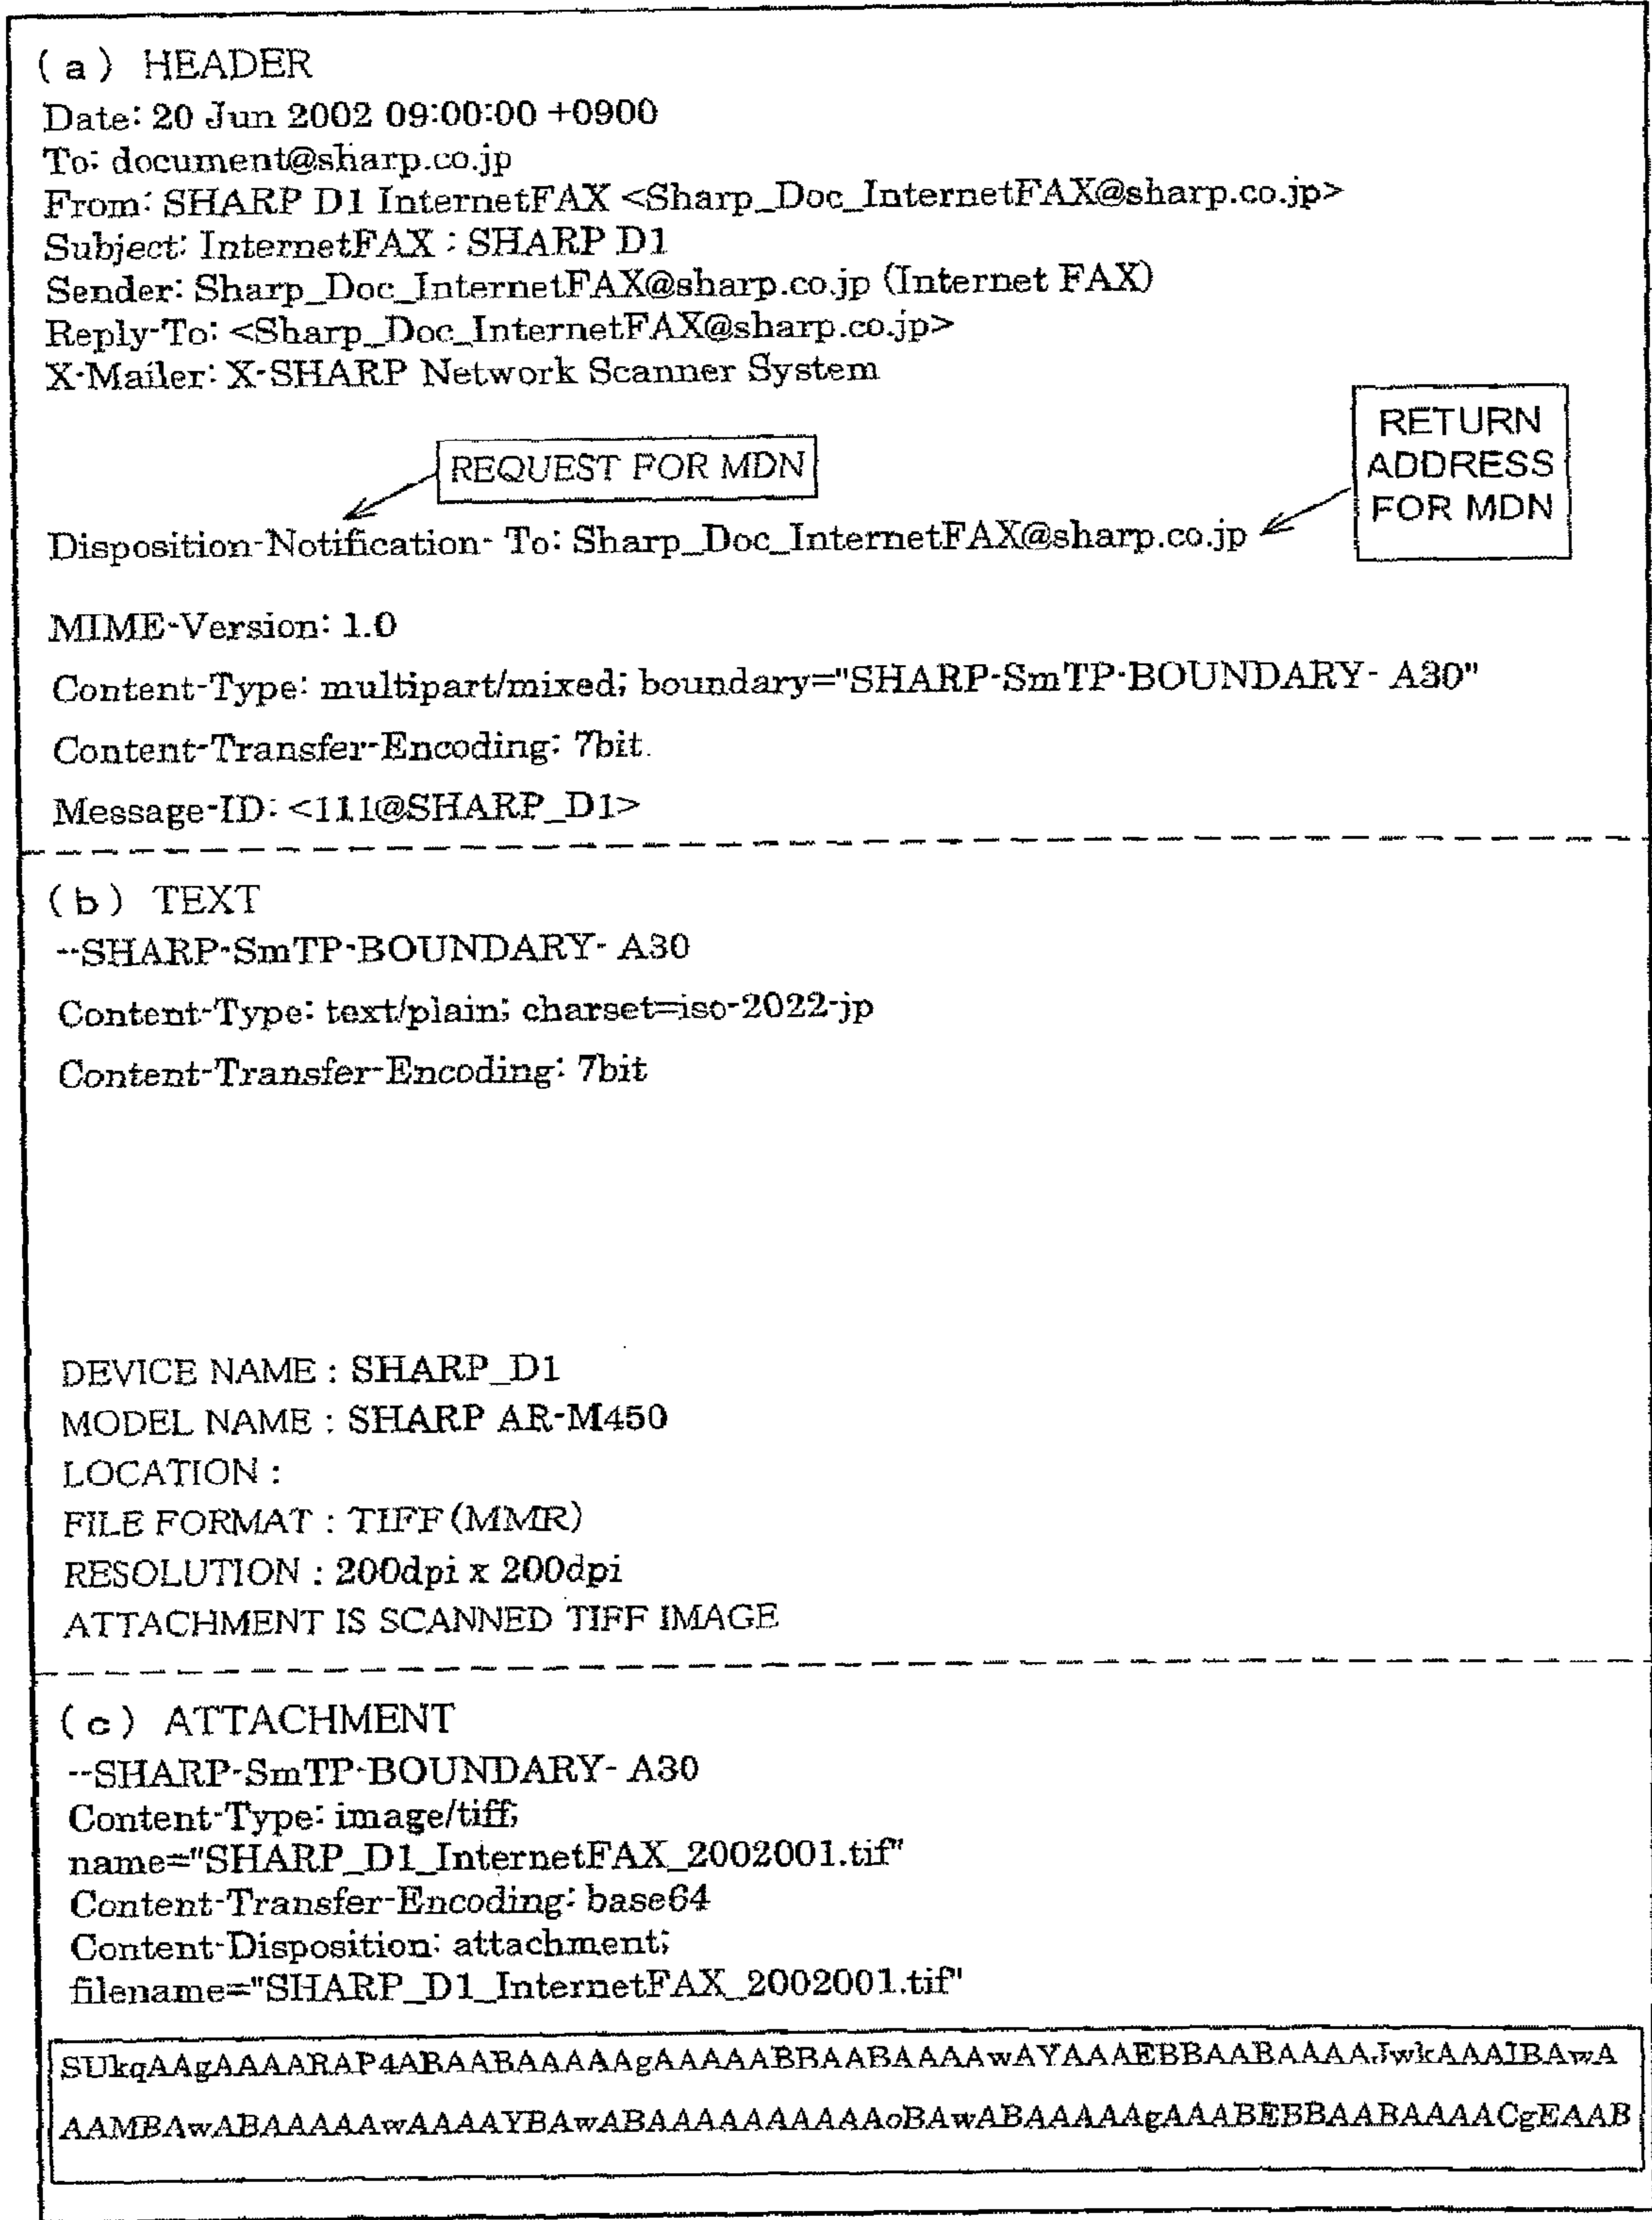 (a) HEADER
Date: 20 Jun 2002 09:00:00 +0900
To: document@sharp.co.jp
From: SHARP D1 InternetFAX <Sharp_Doc_InternetFAX@sharp.co.jp>
Subject: InternetFAX : SHARP D1
Sender: Sharp_Doc_InternetFAX@sharp.co.jp (Internet FAX)
Reply-To: <Sharp_Doc_InternetFAX@sharp.co.jp>
X-Mailer: X-SHARP Network Scanner System
REQUEST FOR MDN
RETURN
ADDRESS
FOR MDN
Disposition-Notification- To: Sharp_Doc_InternetFAX@sharp.co.jp
MIME-Version: 1.0
Content-Type: multipart/mixed; boundary="SHARP-SmTP-BOUNDARY- A30"
Content-Transfer-Encoding: 7bit
Message-ID: <111@SHARP_D1>
(b) TEXT
--SHARP-SmTP-BOUNDARY- A30
Content-Type: text/plain; charset=iso-2022-jp
Content-Transfer-Encoding: 7bit
DEVICE NAME : SHARP_D1
MODEL NAME : SHARP AR-M450
LOCATION :
FILE FORMAT : TIFF(MMR)
RESOLUTION : 200dpi x 200dpi
ATTACHMENT IS SCANNED TIFF IMAGE
(c) ATTACHMENT
--SHARP-SmTP-BOUNDARY- A30
Content-Type: image/tiff;
name="SHARP_D1_InternetFAX_2002001.tif"
Content-Transfer-Encoding: base64
Content-Disposition: attachment;
filename="SHARP_D1_InternetFAX_2002001.tif"
SUkqAAgAAAARAP4ABAABAAAAAgAAAAABBAABAAAAwAYAAAEBBAABAAAAJwkAAAIBAwA
AAMBAwABAAAAAwAAAAYBAwABAAAAAAAAAAoBAwABAAAAAgAAABEBBAABAAAACgEAAB